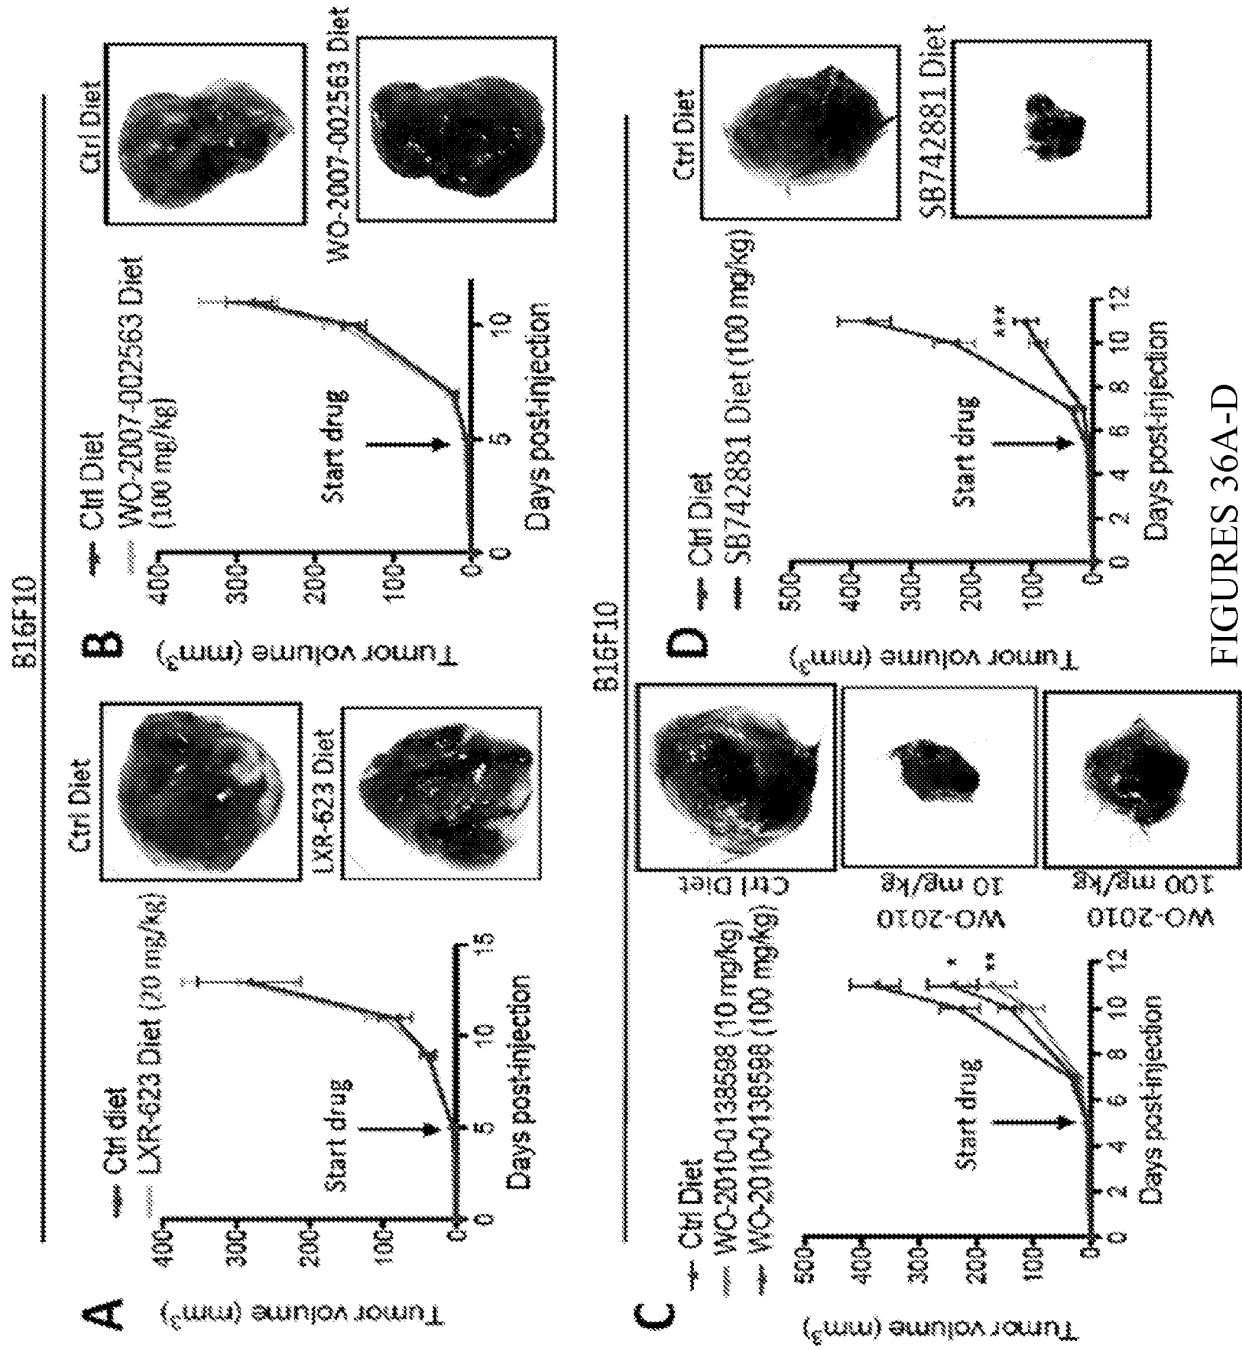 B16F10
A
Ctrl diet
LXR-623 Diet (20 mg/kg)
Tumor volume (mm³)
400
300
200
100
0
Start drug
0
5
10
15
Days post-injection
Ctrl Diet
LXR-623 Diet
B
Ctrl Diet
WO-2007-002563 Diet
(100 mg/kg)
Tumor volume (mm³)
400
300
200
100
0
Start drug
0
5
10
Days post-injection
Ctrl Diet
WO-2007-002563 Diet
B16F10
C
Ctrl Diet
WO-2010-0138598 (10 mg/kg)
WO-2010-0138598 (100 mg/kg)
Tumor volume (mm³)
500
400
300
200
100
0
Start drug
*
**
0 2 4 6 8 10 12
Days post-injection
Ctrl Diet
WO-2010
10 mg/kg
WO-2010
100 mg/kg
D
Ctrl Diet
SB742881 Diet (100 mg/kg)
Tumor volume (mm³)
500
400
300
200
100
0
Start drug
***
0 2 4 6 8 10 12
Days post-injection
Ctrl Diet
SB742881 Diet
FIGURES 36A-D